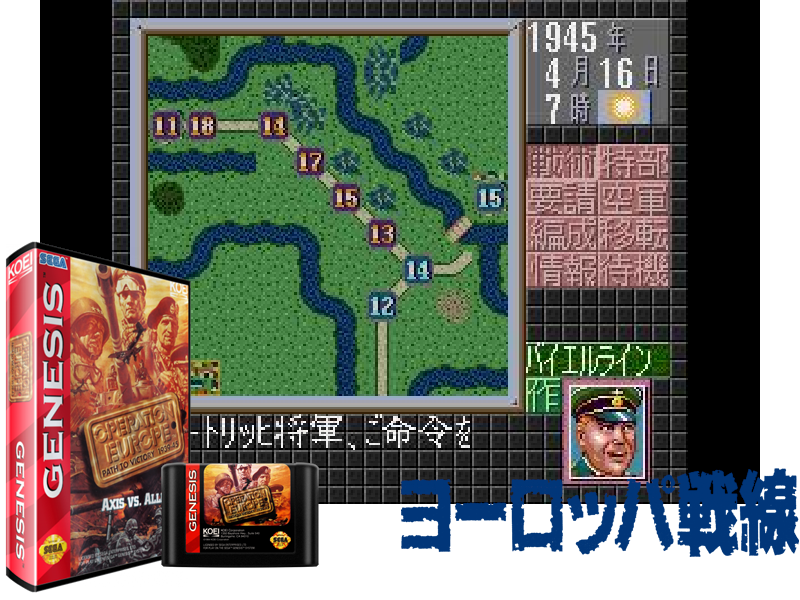 1945年
4月16日
7時
11 18 14
17
15 15
13
14
12
戦術特部
要請空軍
編成移転
情報待機
バイエルライン
作
ートリッヒ将軍、ご命令を
KOEI SEGA
GENESIS
KOEI
OPERATION
EUROPE
PATH TO VICTORY 1939-45
AXIS VS. ALLI
GENESIS
SEGA
GENESIS
OPERATION
EUROPE
KOEI
SEGA
ヨーロッパ戦線